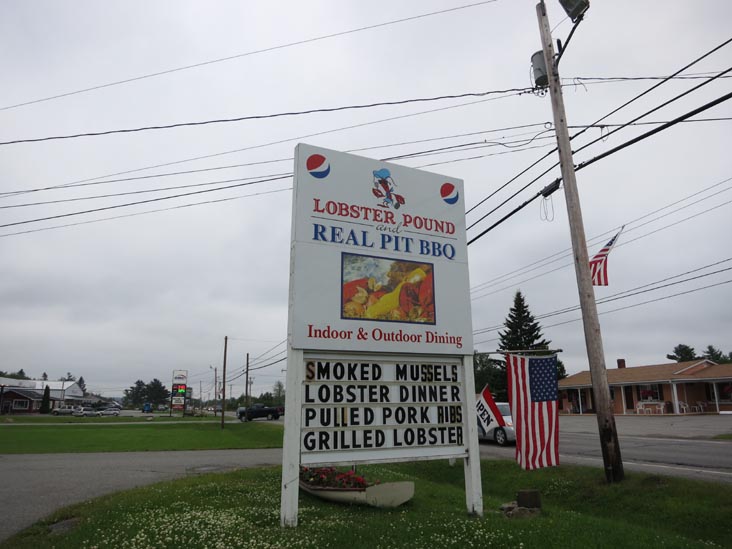 LOBSTER POUND
and
REAL PIT BBQ
Indoor & Outdoor Dining
SMOKED MUSSELS
LOBSTER DINNER
PULLED PORK RIBS
GRILLED LOBSTER
OPEN